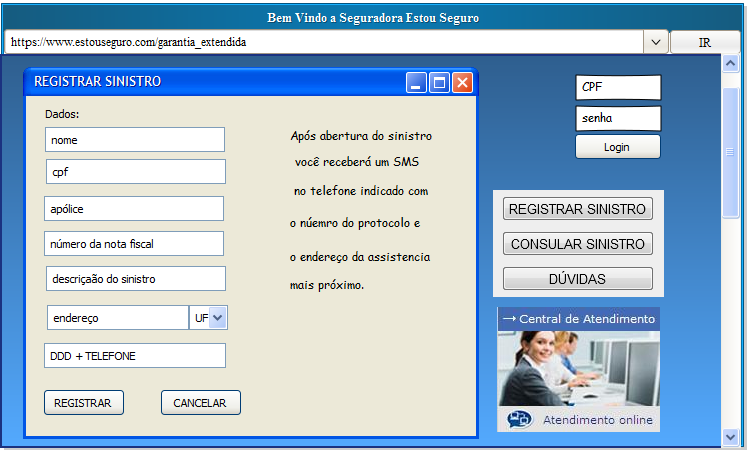 Bem Vindo a Seguradora Estou Seguro
https://www.estouseguro.com/garantia_extendida
IR
REGISTRAR SINISTRO
Dados:
nome
cpf
apólice
número da nota fiscal
descriçaão do sinistro
endereço
UF
DDD + TELEFONE
REGISTRAR
CANCELAR
Após abertura do sinistro
você receberá um SMS
no telefone indicado com
o núemro do protocolo e
o endereço da assistencia
mais próximo.
CPF
senha
Login
REGISTRAR SINISTRO
CONSULAR SINISTRO
DÚVIDAS
→ Central de Atendimento
Atendimento online